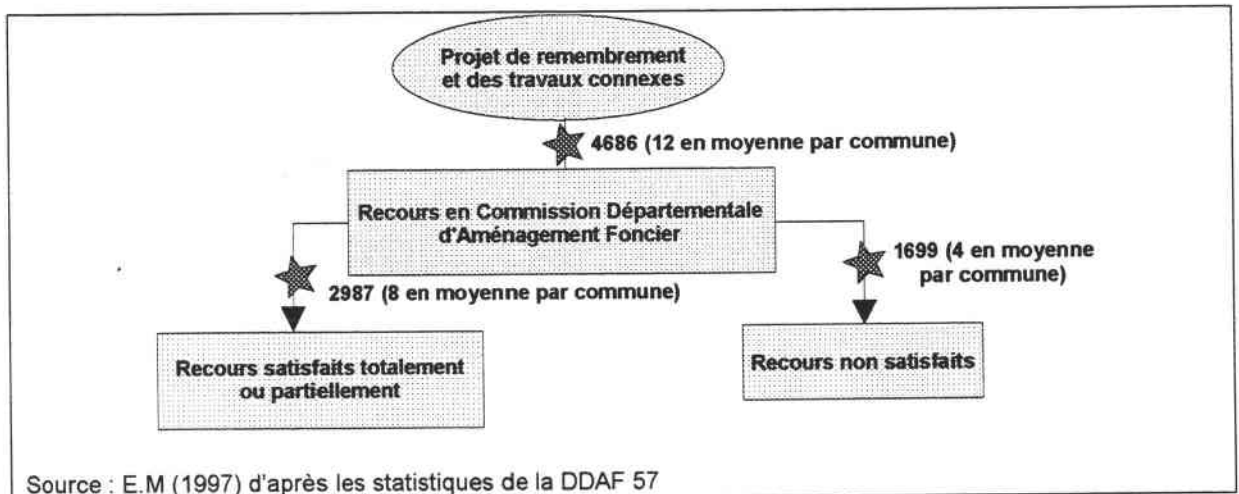 Projet de remembrement
et des travaux connexes
4686 (12 en moyenne par commune)
Recours en Commission Départementale
d'Aménagement Foncier
2987 (8 en moyenne par commune)
1699 (4 en moyenne
par commune)
Recours satisfaits totalement
ou partiellement
Recours non satisfaits
Source : E.M (1997) d'après les statistiques de la DDAF 57